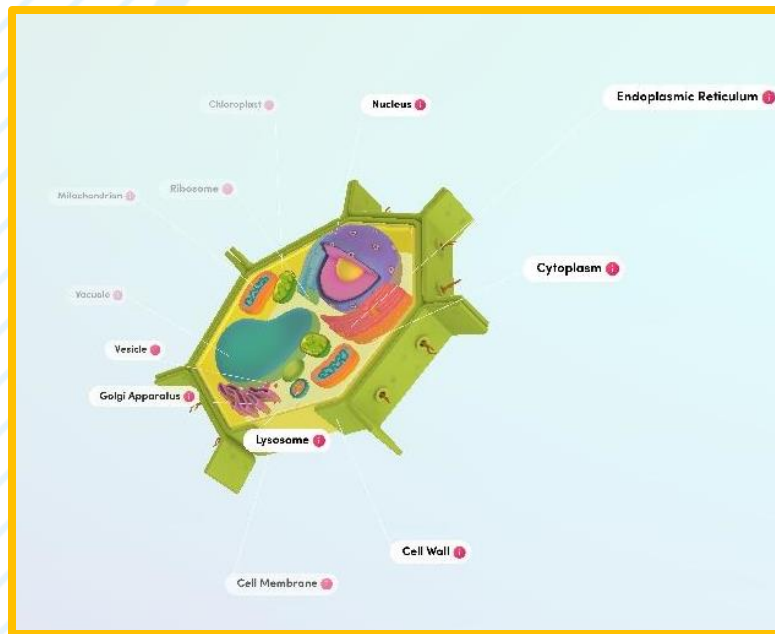 Endoplasmic Reticulum
Chloroplast
Nucleus
Ribosome
Mitochondrion
Cytoplasm
Vacuole
Vesicle
Golgi Apparatus
Lysosome
Cell Wall
Cell Membrane